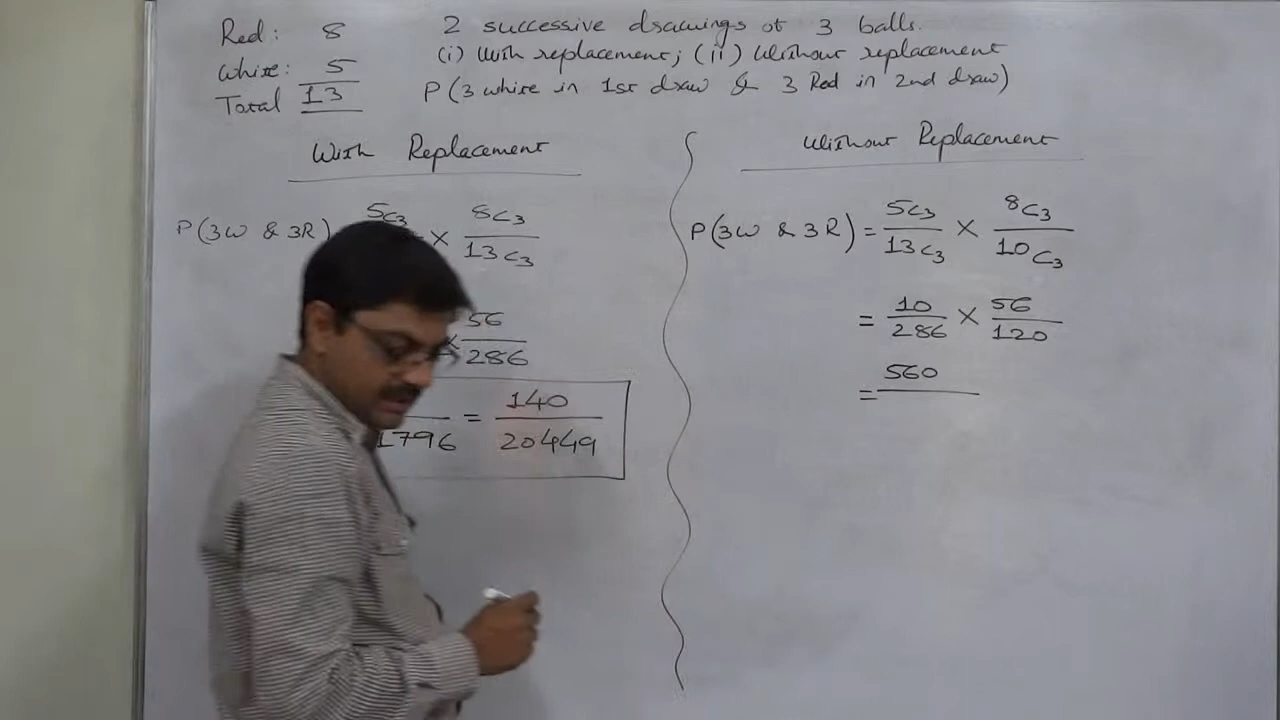 Red: 8
White: 5
Total 13
2 successive drawings of 3 balls.
(i) With replacement; (ii) Without replacement
P(3 white in 1st draw & 3 Red in 2nd draw)
With Replacement
P(3W & 3R) 5C3 × 8C3
13C3
× 56
286
= 140
1796 20449
Without Replacement
P(3W & 3R) = 5C3 × 8C3
13C3 10C3
= 10 × 56
286 120
= 560